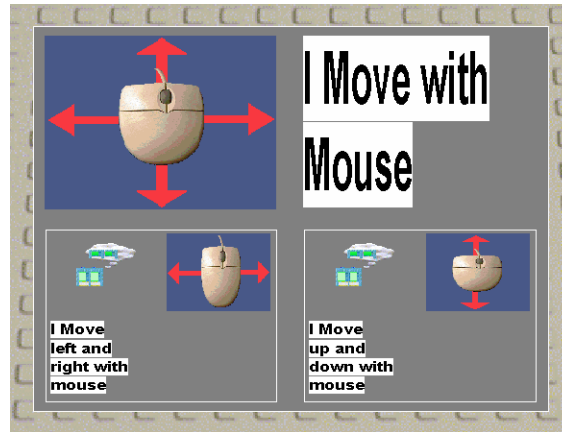 I Move with
Mouse
I Move
left and
right with
mouse
I Move
up and
down with
mouse